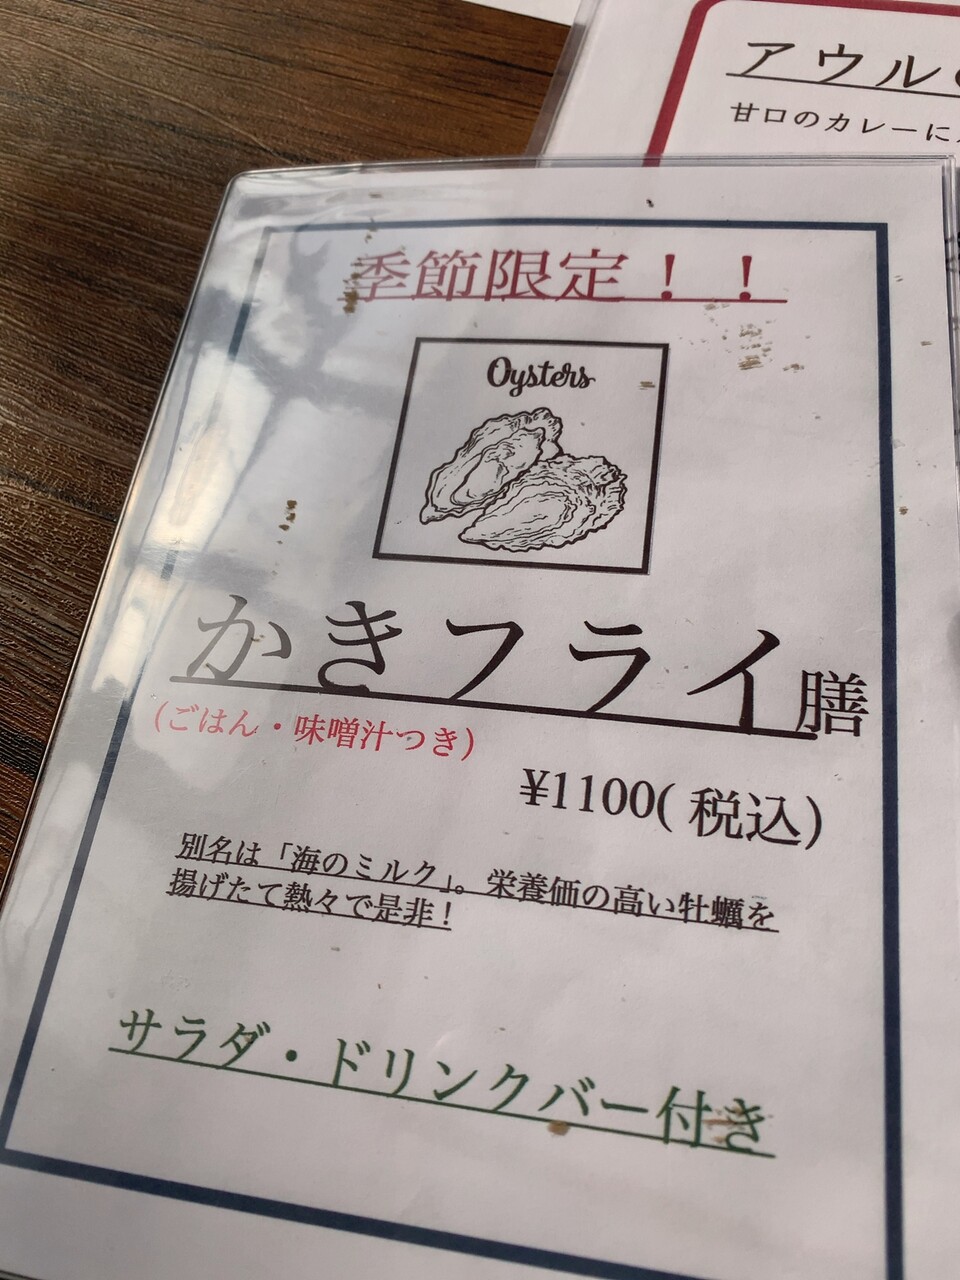 アウル
甘口のカレーに
季節限定！！
Oysters
かきフライ膳
(ごはん・味噌汁つき)
¥1100(税込)
別名は「海のミルク」。栄養価の高い牡蠣を
揚げたて熱々で是非！
サラダ・ドリンクバー付き